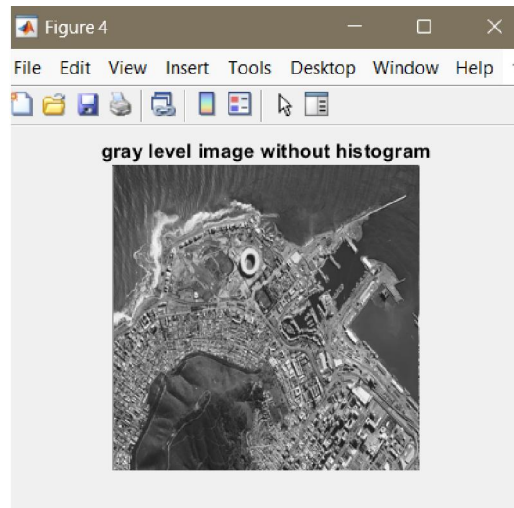 Figure 4
File Edit View Insert Tools Desktop Window Help
gray level image without histogram